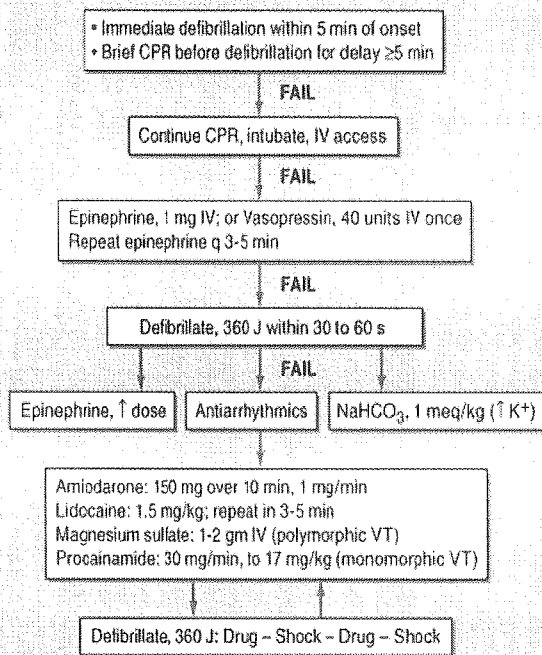 • Immediate defibrillation within 5 min of onset
• Brief CPR before defibrillation for delay ≥5 min
FAIL
Continue CPR, intubate, IV access
FAIL
Epinephrine, 1 mg IV; or Vasopressin, 40 units IV once
Repeat epinephrine q 3-5 min
FAIL
Defibrillate, 360 J within 30 to 60 s
FAIL
Epinephrine, ↑ dose
Antiarrhythmics
NaHCO₃, 1 meq/kg (↑ K⁺)
Amiodarone: 150 mg over 10 min, 1 mg/min
Lidocaine: 1.5 mg/kg; repeat in 3-5 min
Magnesium sulfate: 1-2 gm IV (polymorphic VT)
Procainamide: 30 mg/min, to 17 mg/kg (monomorphic VT)
Defibrillate, 360 J: Drug – Shock – Drug – Shock